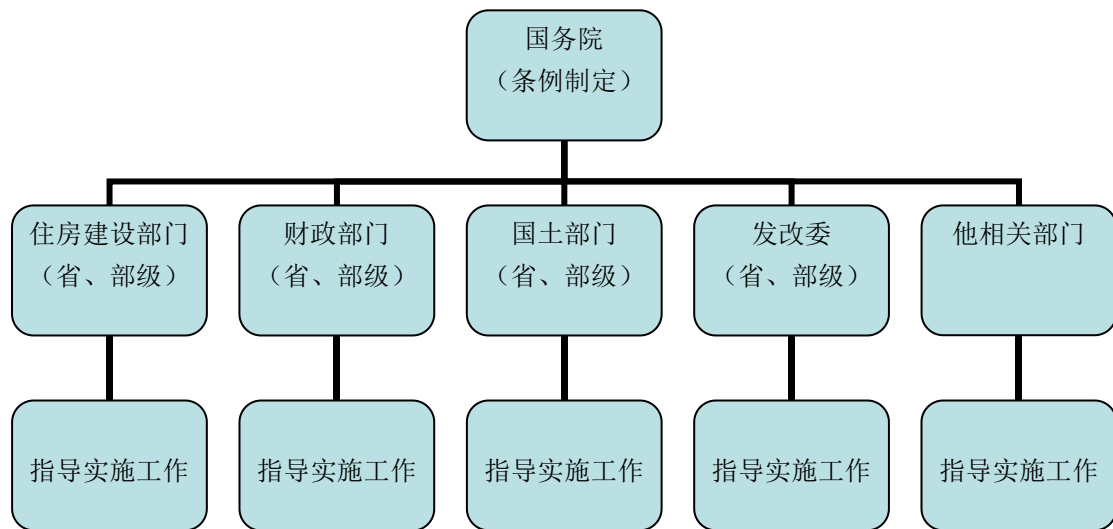 国务院
（条例制定）
住房建设部门
（省、部级）
财政部门
（省、部级）
国土部门
（省、部级）
发改委
（省、部级）
他相关部门
指导实施工作
指导实施工作
指导实施工作
指导实施工作
指导实施工作